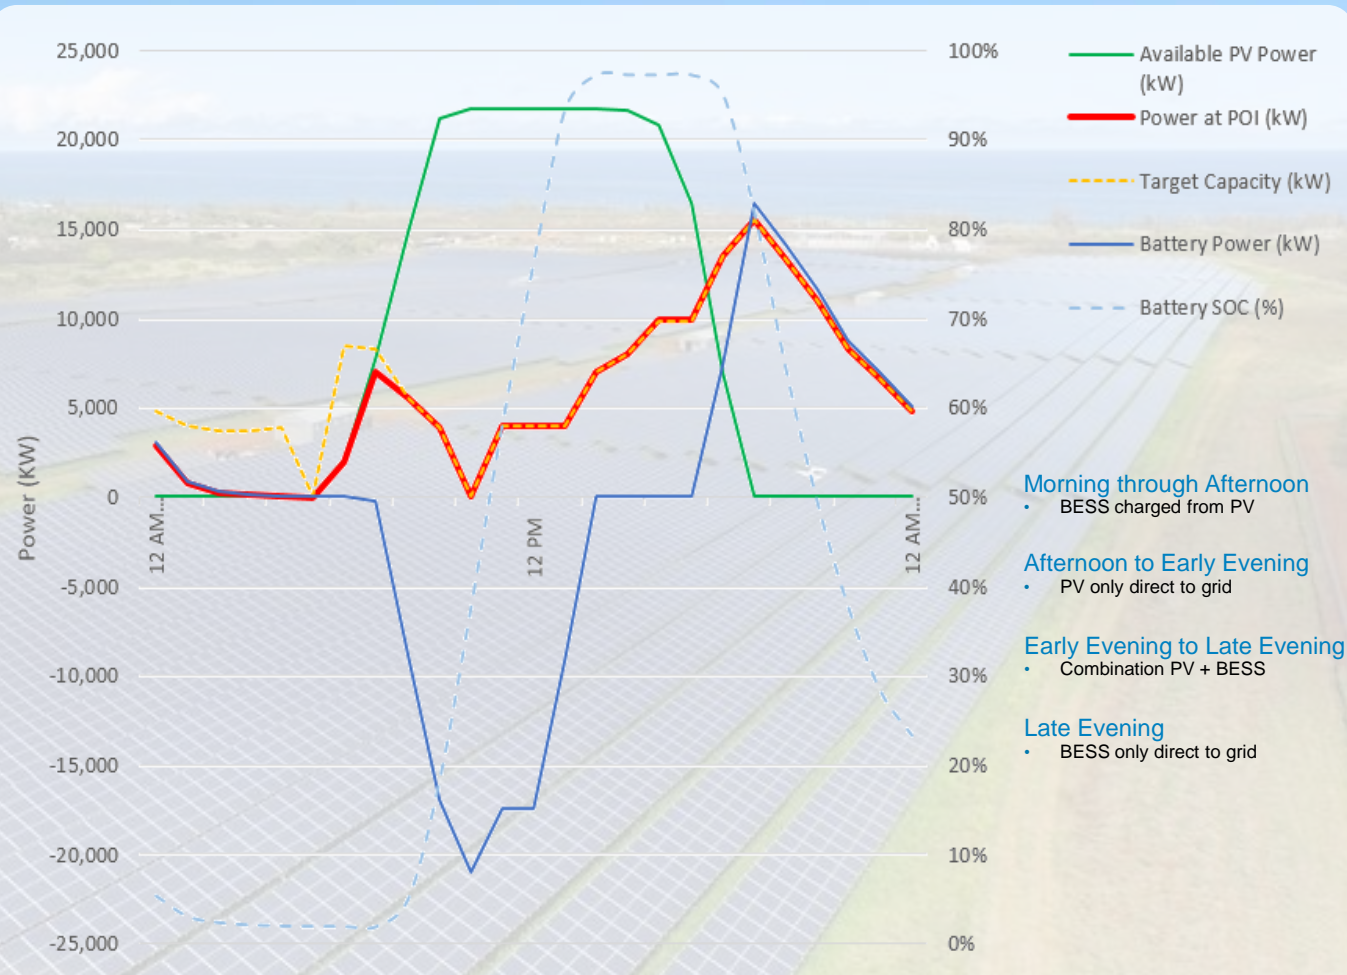 25,000
20,000
15,000
10,000
5,000
0
-5,000
-10,000
-15,000
-20,000
-25,000
Power (KW)
12 AM...
12 PM
12 AM...
100%
90%
80%
70%
60%
50%
40%
30%
20%
10%
0%
Available PV Power
(kW)
Power at POI (kW)
Target Capacity (kW)
Battery Power (kW)
Battery SOC (%)
Morning through Afternoon
• BESS charged from PV
Afternoon to Early Evening
• PV only direct to grid
Early Evening to Late Evening
• Combination PV + BESS
Late Evening
• BESS only direct to grid